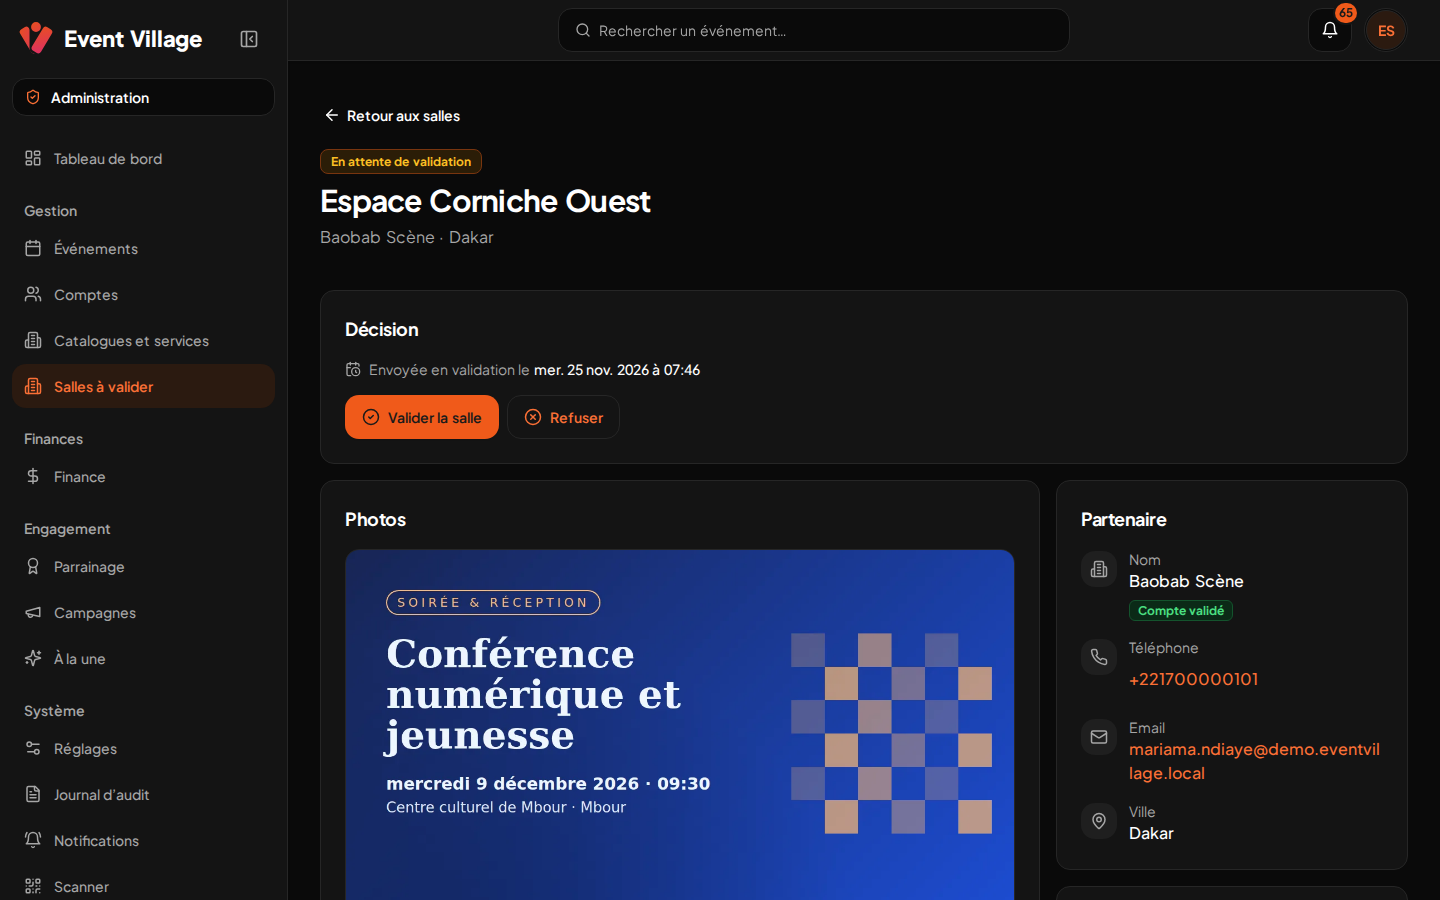 Event Village
Rechercher un événement...
65
ES
Administration
Tableau de bord
Gestion
Événements
Comptes
Catalogues et services
Salles à valider
Finances
Finance
Engagement
Parrainage
Campagnes
À la une
Système
Réglages
Journal d'audit
Notifications
Scanner
Retour aux salles
En attente de validation
Espace Corniche Ouest
Baobab Scène · Dakar
Décision
Envoyée en validation le mer. 25 nov. 2026 à 07:46
Valider la salle
Refuser
Photos
SOIRÉE & RÉCEPTION
Conférence
numérique et
jeunesse
mercredi 9 décembre 2026 · 09:30
Centre culturel de Mbour · Mbour
Partenaire
Nom
Baobab Scène
Compte validé
Téléphone
+221700000101
Email
mariama.ndiaye@demo.eventvil
lage.local
Ville
Dakar